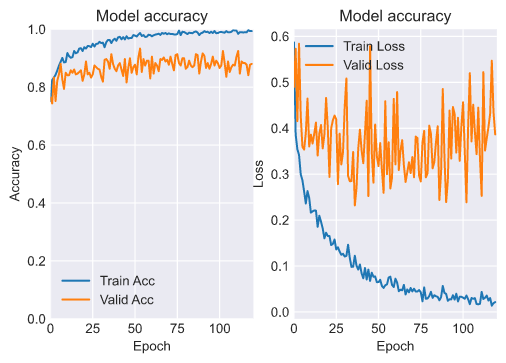 Model accuracy
1.0
0.8
0.6
0.4
0.2
0.0
Accuracy
0 25 50 75 100
Epoch
Train Acc
Valid Acc
Model accuracy
0.6
0.5
0.4
0.3
0.2
0.1
0.0
Loss
0 25 50 75 100
Epoch
Train Loss
Valid Loss